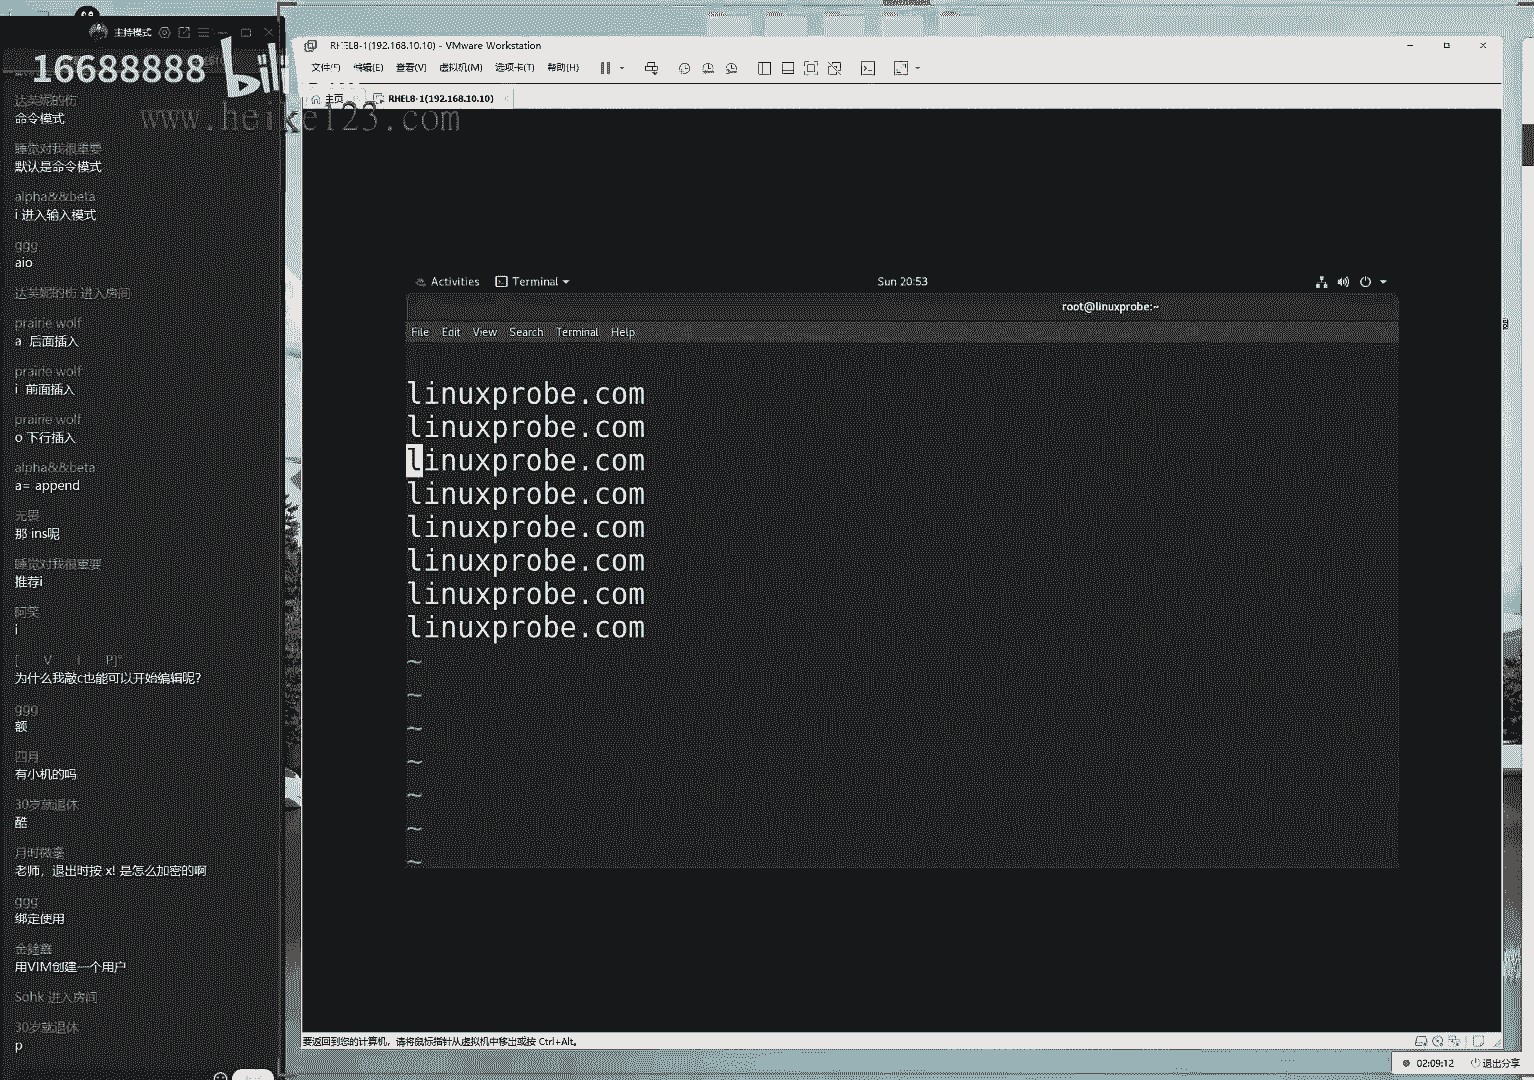 主持模式
16688888
bili
www.heike123.com
达芙妮的伤
命令模式
睡觉对我很重要
默认是命令模式
alpha&&beta
i 进入输入模式
ggg
aio
达芙妮的伤 进入房间
prairie wolf
a 后面插入
prairie wolf
i 前面插入
prairie wolf
o 下行插入
alpha&&beta
a= append
无畏
那 ins呢
睡觉对我很重要
推荐i
阿笑
i
[ V I P]"
为什么我敲c也能可以开始编辑呢?
ggg
额
四月
有小机的吗
30岁就退休
酷
老师，退出时按 x! 是怎么加密的啊
ggg
绑定使用
用VIM创建一个用户
Sohk 进入房间
30岁就退休
p
RHEL8-1(192.168.10.10) - VMware Workstation
文件(F) 编辑(E) 查看(V) 虚拟机(M) 选项卡(T) 帮助(H)
主页
RHEL8-1(192.168.10.10)
Activities Terminal Sun 20:53
root@linuxprobe:~
File Edit View Search Terminal Help
linuxprobe.com
linuxprobe.com
linuxprobe.com
linuxprobe.com
linuxprobe.com
linuxprobe.com
linuxprobe.com
linuxprobe.com
~
~
~
~
~
~
~
要返回到您的计算机，请将鼠标指针从虚拟机中移出或按 Ctrl+Alt。
02:09:12 退出分享